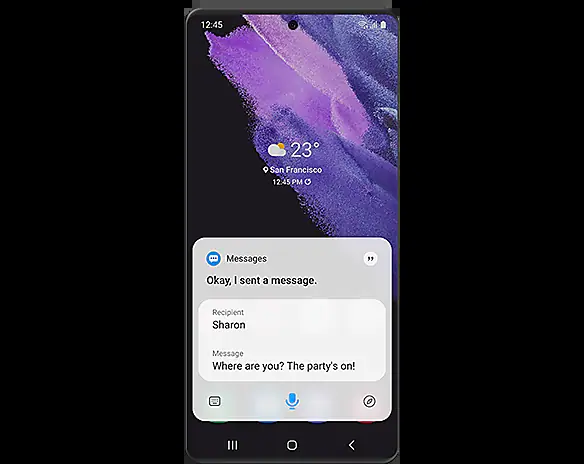 12:45
23°
San Francisco
12:45 PM
Messages
Okay, I sent a message.
Recipient
Sharon
Message
Where are you? The party's on!